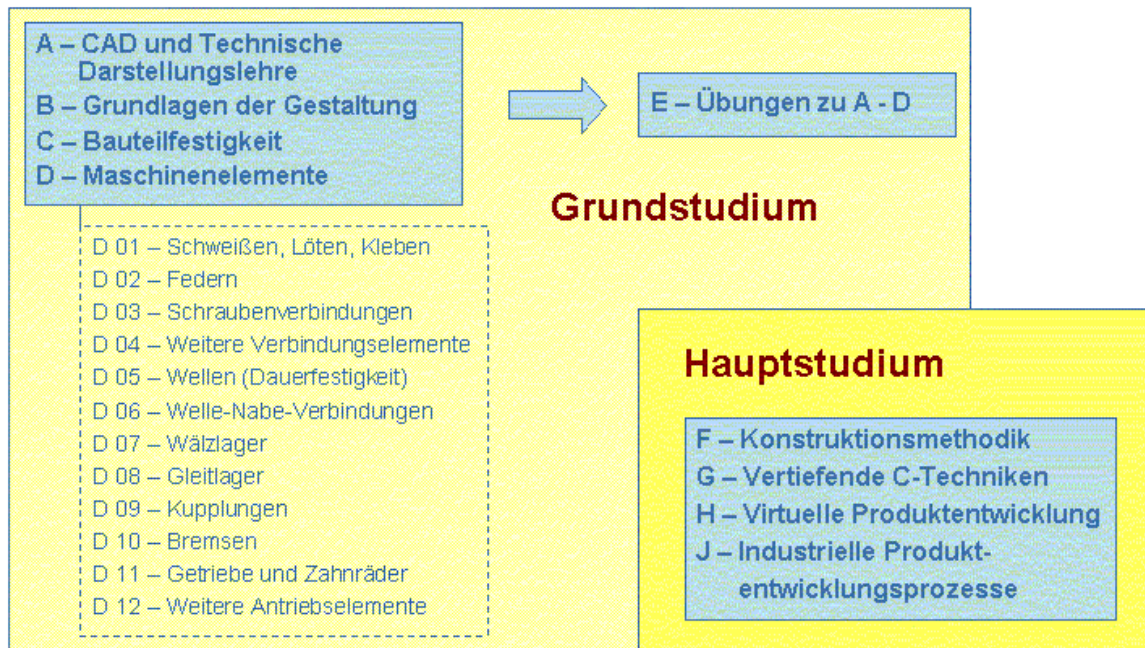 A – CAD und Technische
Darstellungslehre
B – Grundlagen der Gestaltung
C – Bauteilfestigkeit
D – Maschinenelemente
E – Übungen zu A - D
Grundstudium
D 01 – Schweißen, Löten, Kleben
D 02 – Federn
D 03 – Schraubenverbindungen
D 04 – Weitere Verbindungselemente
D 05 – Wellen (Dauerfestigkeit)
D 06 – Welle-Nabe-Verbindungen
D 07 – Wälzlager
D 08 – Gleitlager
D 09 – Kupplungen
D 10 – Bremsen
D 11 – Getriebe und Zahnräder
D 12 – Weitere Antriebselemente
Hauptstudium
F – Konstruktionsmethodik
G – Vertiefende C-Techniken
H – Virtuelle Produktentwicklung
J – Industrielle Produkt-
entwicklungsprozesse